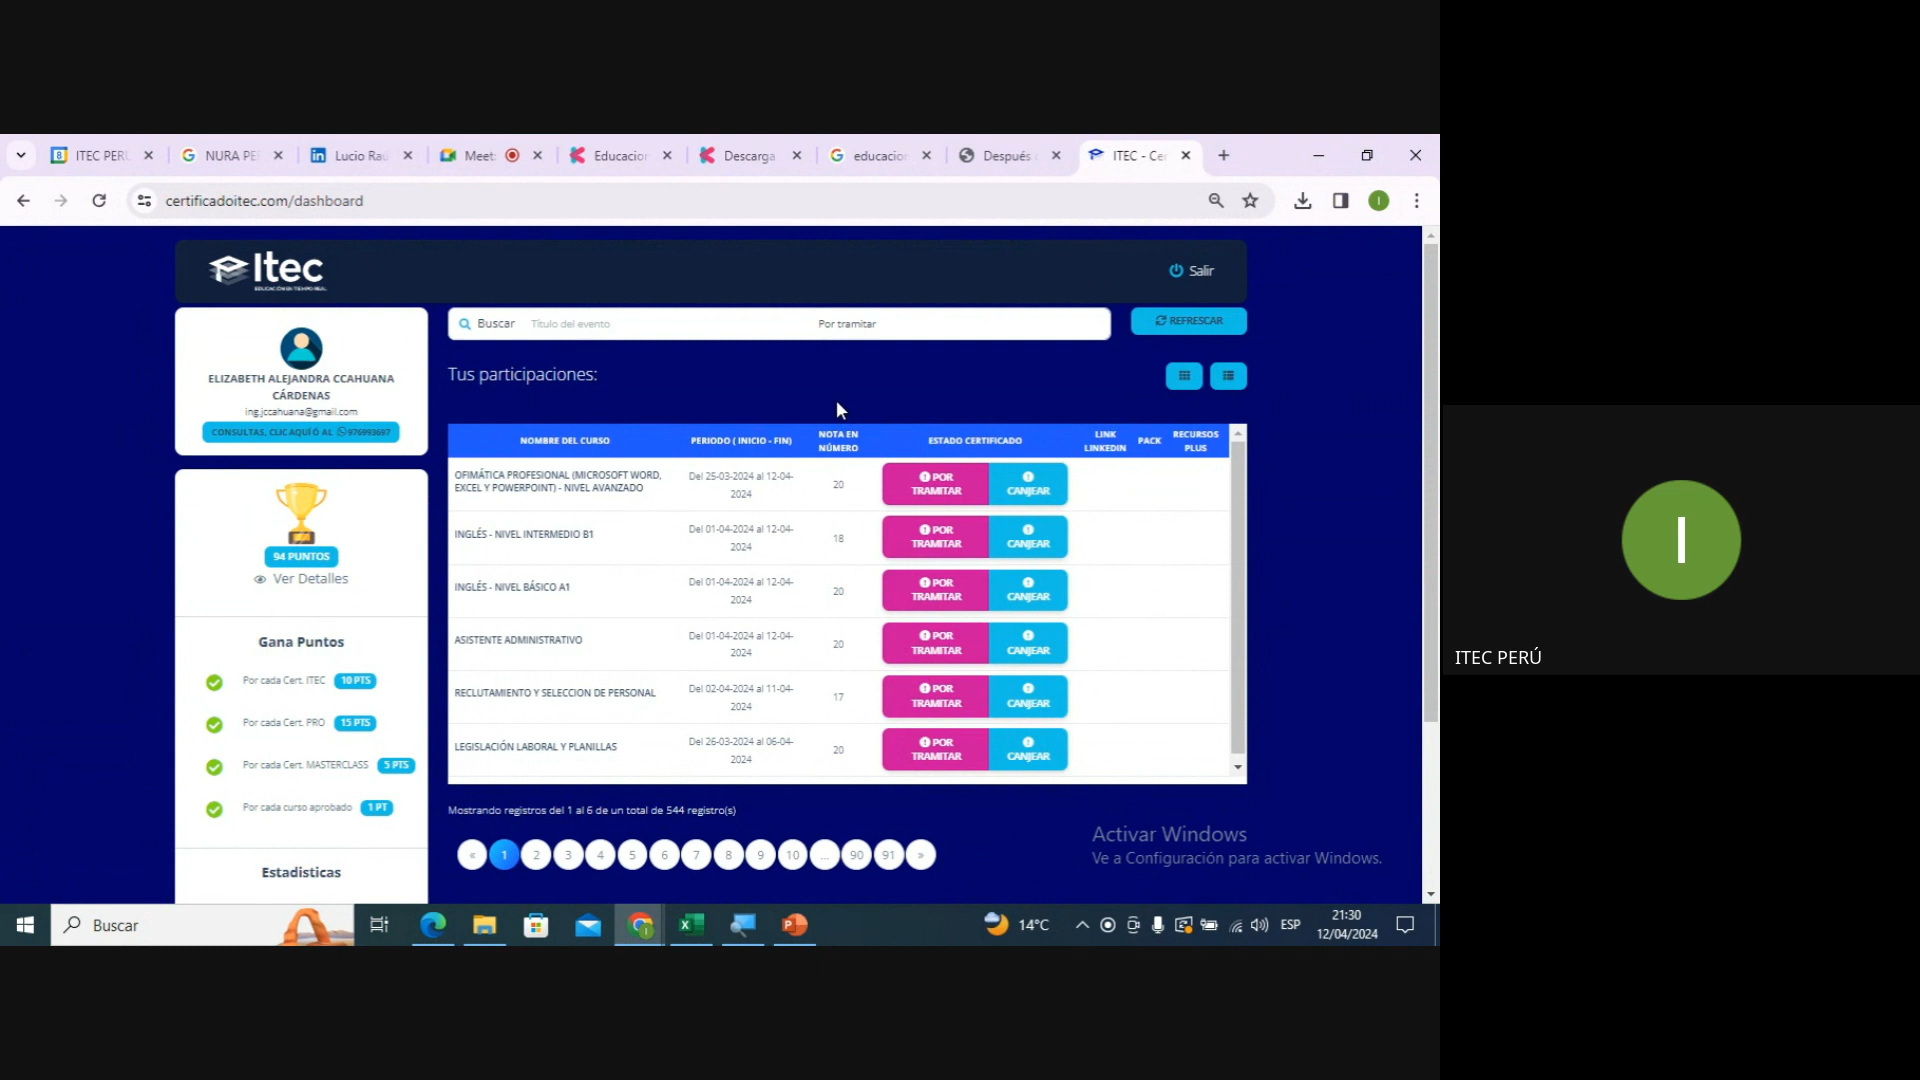 ITEC PERÚ
NURA PE
Lucio Ra
Meet:
Educacion
Descarga
educacion
Después
ITEC - Ce
certificadoitec.com/dashboard
Itec
EDUCACIÓN EN TIEMPO REAL
Salir
Buscar
Título del evento
Por tramitar
REFRESCAR
ELIZABETH ALEJANDRA CCAHUANA
CÁRDENAS
ing.jccahuana@gmail.com
CONSULTAS, CLIC AQUÍ Ó AL 976993697
Tus participaciones:
94 PUNTOS
Ver Detalles
Gana Puntos
Por cada Cert. ITEC 10 PTS
Por cada Cert. PRO 15 PTS
Por cada Cert. MASTERCLASS 5 PTS
Por cada curso aprobado 1 PT
Estadisticas
NOMBRE DEL CURSO PERIODO ( INICIO - FIN) NOTA EN NÚMERO ESTADO CERTIFICADO LINK LINKEDIN PACK RECURSOS PLUS
OFIMÁTICA PROFESIONAL (MICROSOFT WORD,
EXCEL Y POWERPOINT) - NIVEL AVANZADO
Del 25-03-2024 al 12-04-
2024
20
POR TRAMITAR
CANJEAR
INGLÉS - NIVEL INTERMEDIO B1
Del 01-04-2024 al 12-04-
2024
18
POR TRAMITAR
CANJEAR
INGLÉS - NIVEL BÁSICO A1
Del 01-04-2024 al 12-04-
2024
20
POR TRAMITAR
CANJEAR
ASISTENTE ADMINISTRATIVO
Del 01-04-2024 al 12-04-
2024
20
POR TRAMITAR
CANJEAR
RECLUTAMIENTO Y SELECCION DE PERSONAL
Del 02-04-2024 al 11-04-
2024
17
POR TRAMITAR
CANJEAR
LEGISLACIÓN LABORAL Y PLANILLAS
Del 26-03-2024 al 06-04-
2024
20
POR TRAMITAR
CANJEAR
Mostrando registros del 1 al 6 de un total de 544 registro(s)
« 1 2 3 4 5 6 7 8 9 10 ... 90 91 »
Activar Windows
Ve a Configuración para activar Windows.
Buscar
14°C
ESP
21:30
12/04/2024
I
ITEC PERÚ